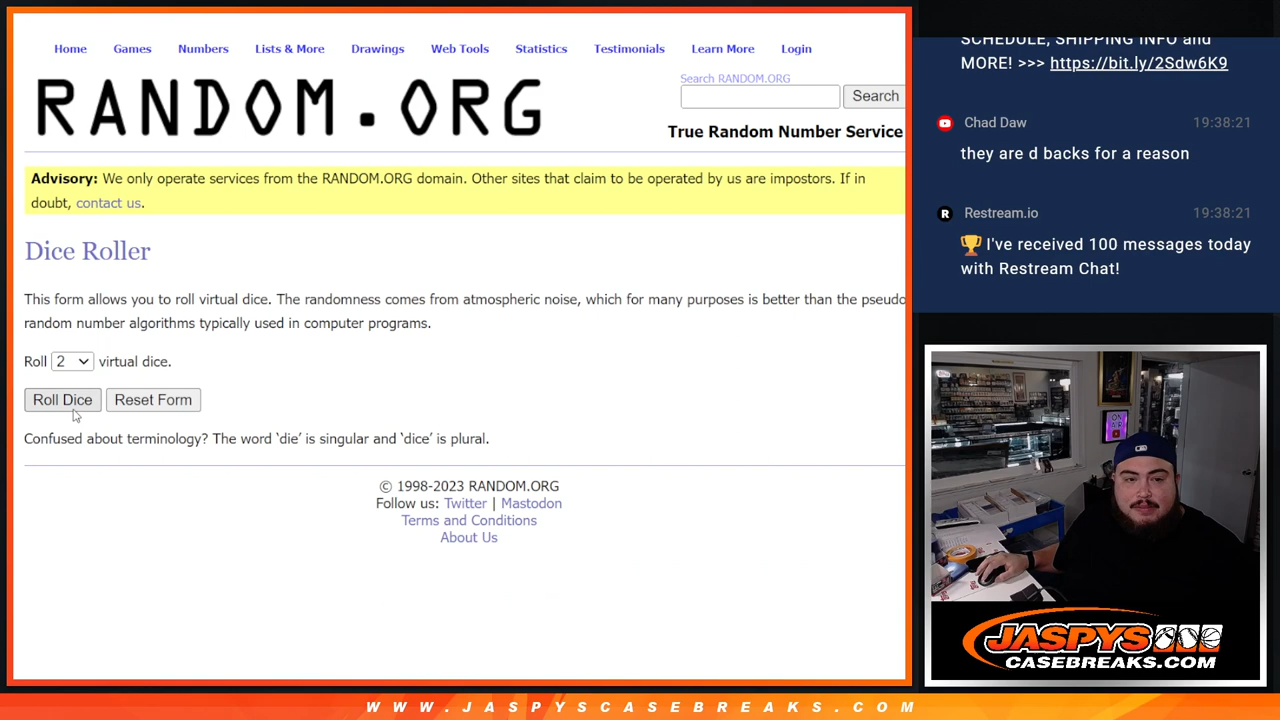 Home Games Numbers Lists & More Drawings Web Tools Statistics Testimonials Learn More Login
RANDOM.ORG
Search RANDOM.ORG
Search
True Random Number Service
Advisory: We only operate services from the RANDOM.ORG domain. Other sites that claim to be operated by us are impostors. If in
doubt, contact us.
Dice Roller
This form allows you to roll virtual dice. The randomness comes from atmospheric noise, which for many purposes is better than the pseudo
random number algorithms typically used in computer programs.
Roll 2 virtual dice.
Roll Dice Reset Form
Confused about terminology? The word ‘die’ is singular and ‘dice’ is plural.
© 1998-2023 RANDOM.ORG
Follow us: Twitter | Mastodon
Terms and Conditions
About Us
SCHEDULE, SHIPPING INFO and
MORE! >>> https://bit.ly/2Sdw6K9
Chad Daw 19:38:21
they are d backs for a reason
R Restream.io 19:38:21
🏆 I've received 100 messages today
with Restream Chat!
ON
AIR
JASPYS
CASEBREAKS.COM
WWW.JASPYSCASEBREAKS.COM